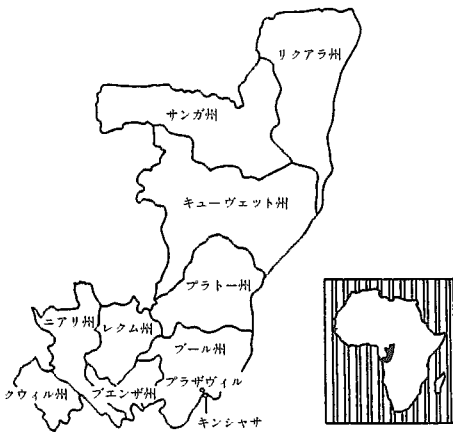 リクアラ州
サンガ州
キューヴェット州
プラトー州
ニアリ州
レクム州
プール州
クウィル州
ブエンザ州
ブラザヴィル
キンシャサ